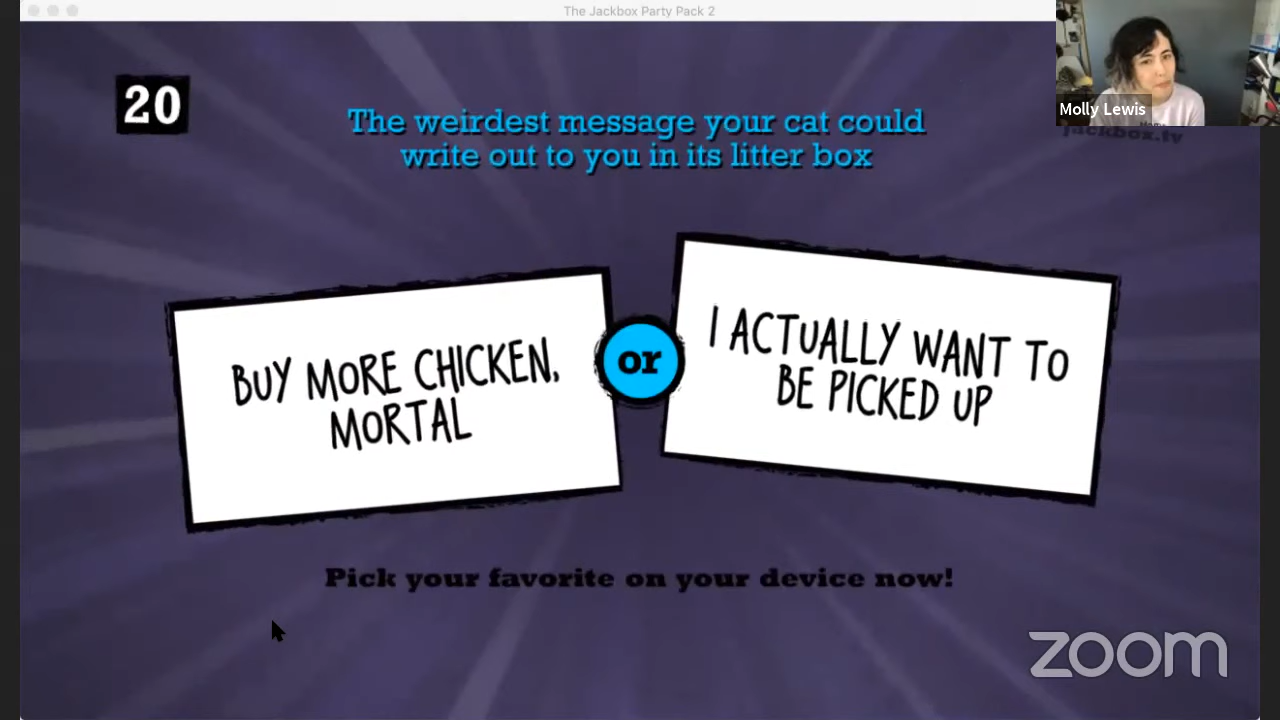 The Jackbox Party Pack 2
20
The weirdest message your cat could
write out to you in its litter box
Molly Lewis
jackbox.tv
BUY MORE CHICKEN,
MORTAL
or
I ACTUALLY WANT TO
BE PICKED UP
Pick your favorite on your device now!
zoom